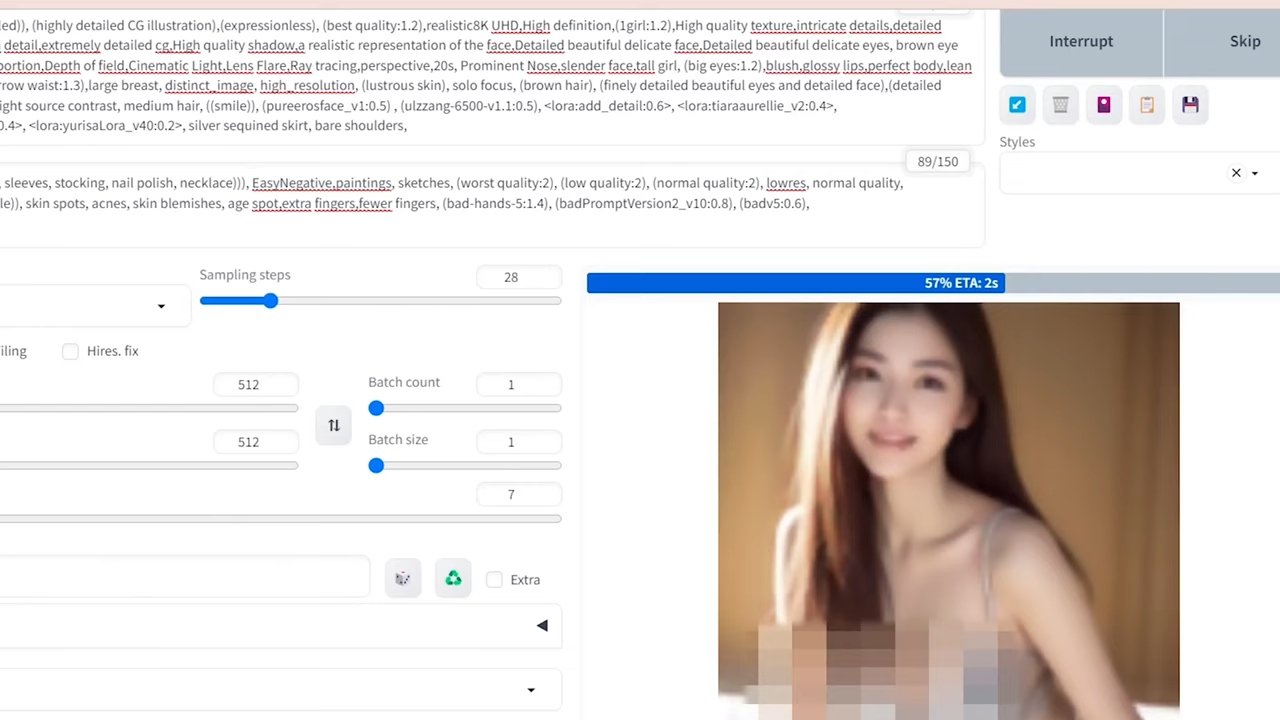 led)), (highly detailed CG illustration),(expressionless), (best quality:1.2),realistic8K UHD,High definition,(1girl:1.2),High quality texture,intricate details,detailed
detail,extremely detailed cg,High quality shadow,a realistic representation of the face,Detailed beautiful delicate face,Detailed beautiful delicate eyes, brown eye
portion,Depth of field,Cinematic Light,Lens Flare,Ray tracing,perspective,20s, Prominent Nose,slender face,tall girl, (big eyes:1.2),blush,glossy lips,perfect body,lean
rrow waist:1.3),large breast, distinct_image, high_resolution, (lustrous skin), solo focus, (brown hair), (finely detailed beautiful eyes and detailed face),(detailed
ight source contrast, medium hair, ((smile)), (pureerosface_v1:0.5) , (ulzzang-6500-v1.1:0.5), <lora:add_detail:0.6>, <lora:tiaraaurellie_v2:0.4>,
0.4>, <lora:yurisaLora_v40:0.2>, silver sequined skirt, bare shoulders,
Interrupt
Skip
Styles
89/150
, sleeves, stocking, nail polish, necklace))), EasyNegative,paintings, sketches, (worst quality:2), (low quality:2), (normal quality:2), lowres, normal quality,
le)), skin spots, acnes, skin blemishes, age spot,extra fingers,fewer fingers, (bad-hands-5:1.4), (badPromptVersion2_v10:0.8), (badv5:0.6),
Sampling steps
28
57% ETA: 2s
iling
Hires. fix
512
Batch count
1
512
Batch size
1
7
Extra